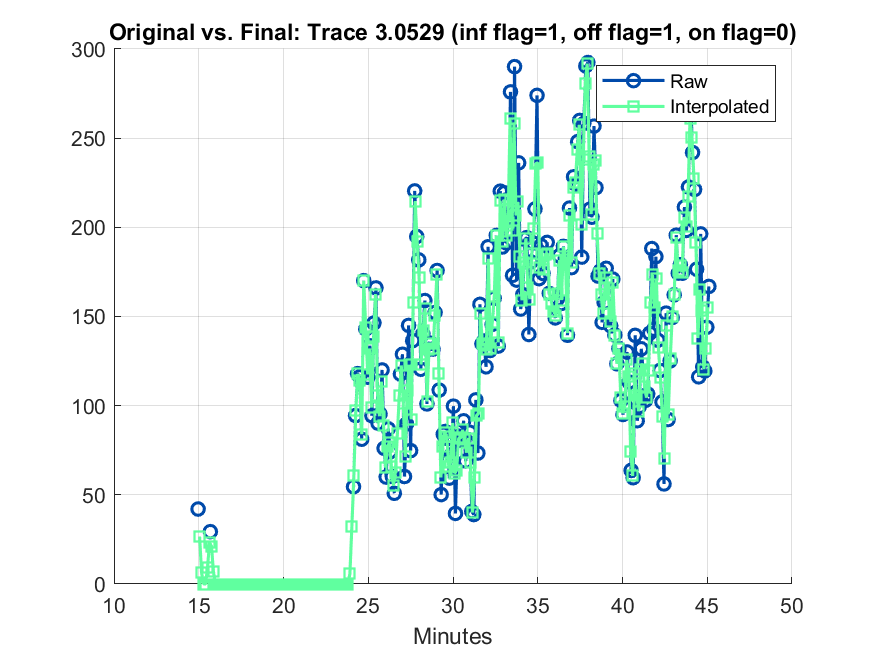 Original vs. Final: Trace 3.0529 (inf flag=1, off flag=1, on flag=0)
300
250
200
150
100
50
0
Raw
Interpolated
10 15 20 25 30 35 40 45 50
Minutes